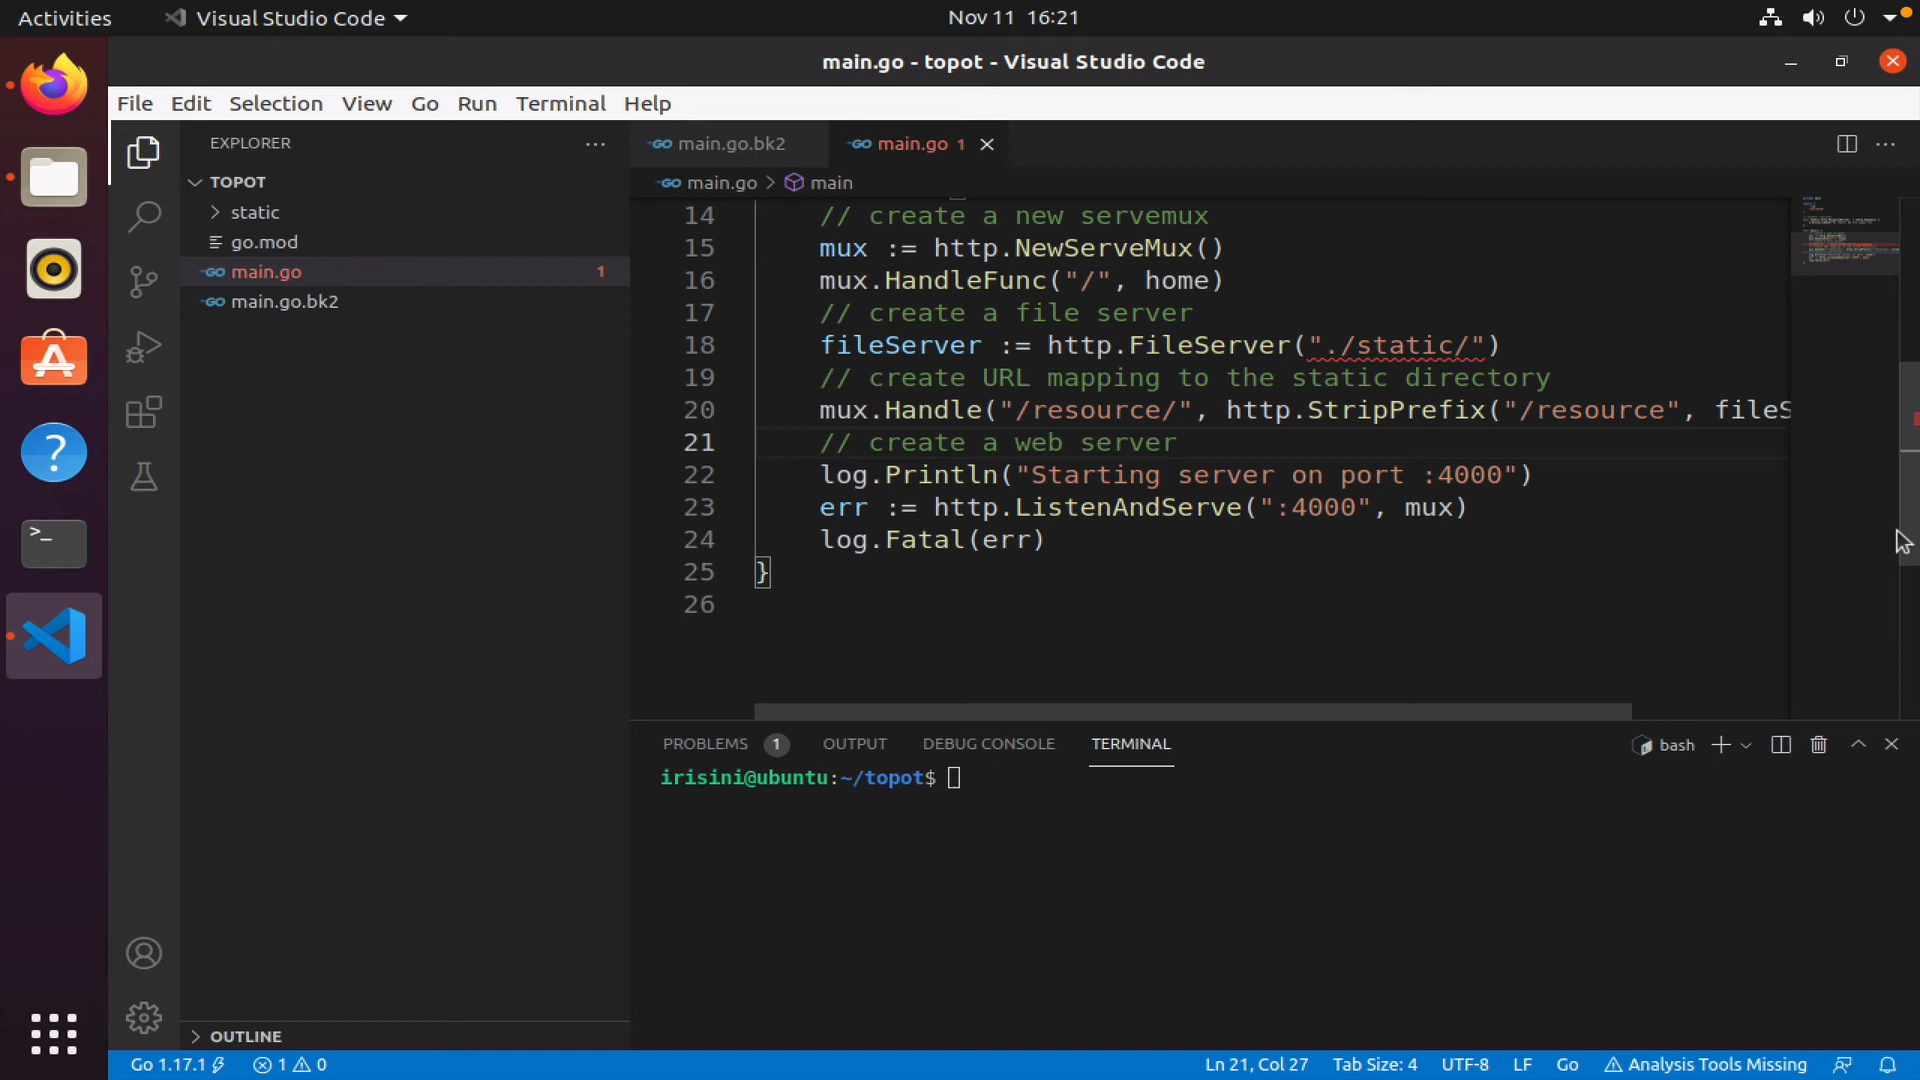 Activities
Visual Studio Code
Nov 11 16:21
main.go - topot - Visual Studio Code
File Edit Selection View Go Run Terminal Help
EXPLORER
TOPOT
static
go.mod
main.go 1
main.go.bk2
main.go.bk2
main.go 1
main.go > main
14 // create a new servemux
15 mux := http.NewServeMux()
16 mux.HandleFunc("/", home)
17 // create a file server
18 fileServer := http.FileServer("./static/")
19 // create URL mapping to the static directory
20 mux.Handle("/resource/", http.StripPrefix("/resource", fileS
21 // create a web server
22 log.Println("Starting server on port :4000")
23 err := http.ListenAndServe(":4000", mux)
24 log.Fatal(err)
25 }
26
PROBLEMS 1 OUTPUT DEBUG CONSOLE TERMINAL
bash
irisini@ubuntu:~/topot$
OUTLINE
Go 1.17.1 1 0
Ln 21, Col 27 Tab Size: 4 UTF-8 LF Go Analysis Tools Missing